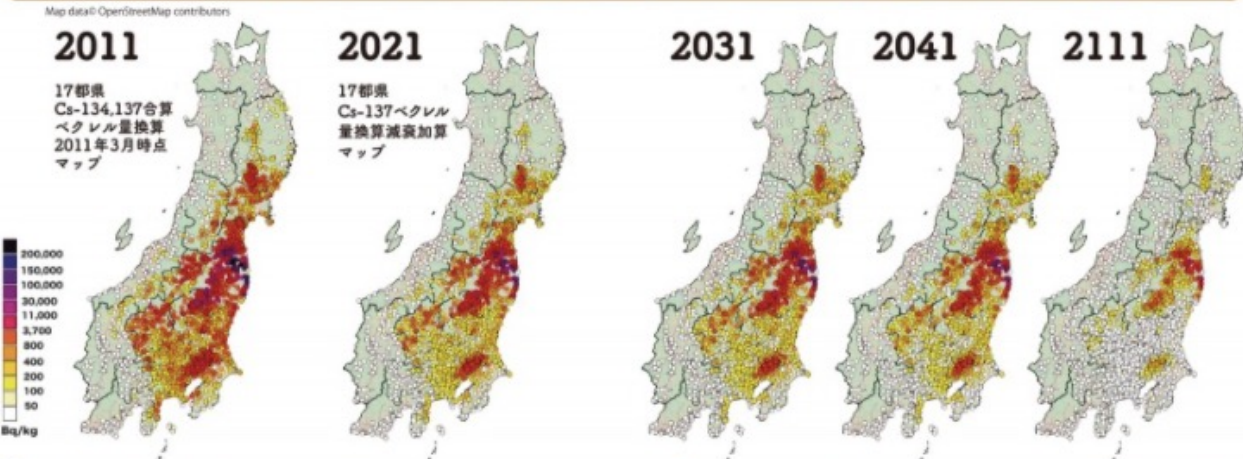 Map data© OpenStreetMap contributors
2011
17都県
Cs-134,137合算
ベクレル量換算
2011年3月時点
マップ
2021
17都県
Cs-137ベクレル
量換算減衰加算
マップ
2031
2041
2111
200,000
150,000
100,000
30,000
11,000
3,700
800
400
200
100
50
Bq/kg